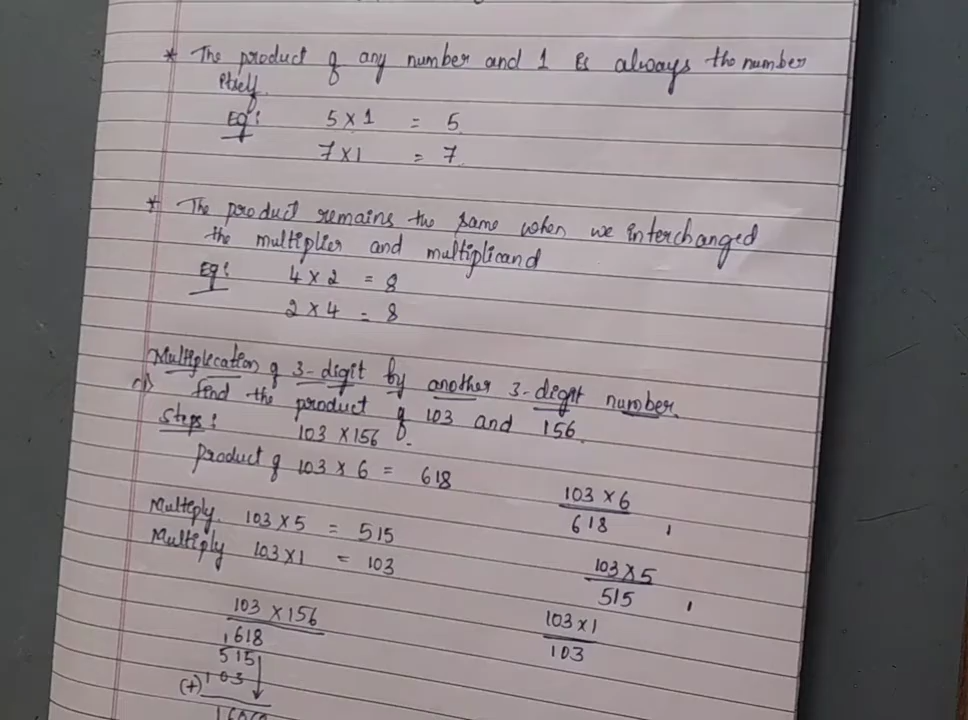 * The product of any number and 1 is always the number
itself.
Eg:
5 × 1 = 5
7 × 1 = 7
* The product remains the same when we interchanged
the multiplier and multiplicand
Eg:
4 × 2 = 8
2 × 4 = 8
Multiplication of 3-digit by another 3-digit number.
1) find the product of 103 and 156.
Steps:
103 × 156
product of 103 × 6 = 618
103 × 6
618
Multiply 103 × 5 = 515
Multiply 103 × 1 = 103
103 × 5
515
103 × 1
103
103 × 156
1618
515
(+) 103